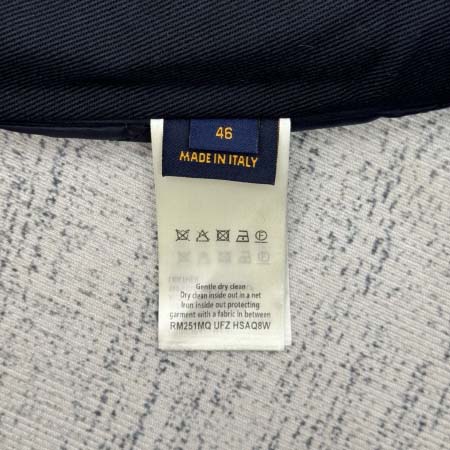 46
MADE IN ITALY
Gentle dry clean
Dry clean inside out in a net
Iron inside out protecting
garment with a fabric in between
RM251MQ UFZ HSAQ8W